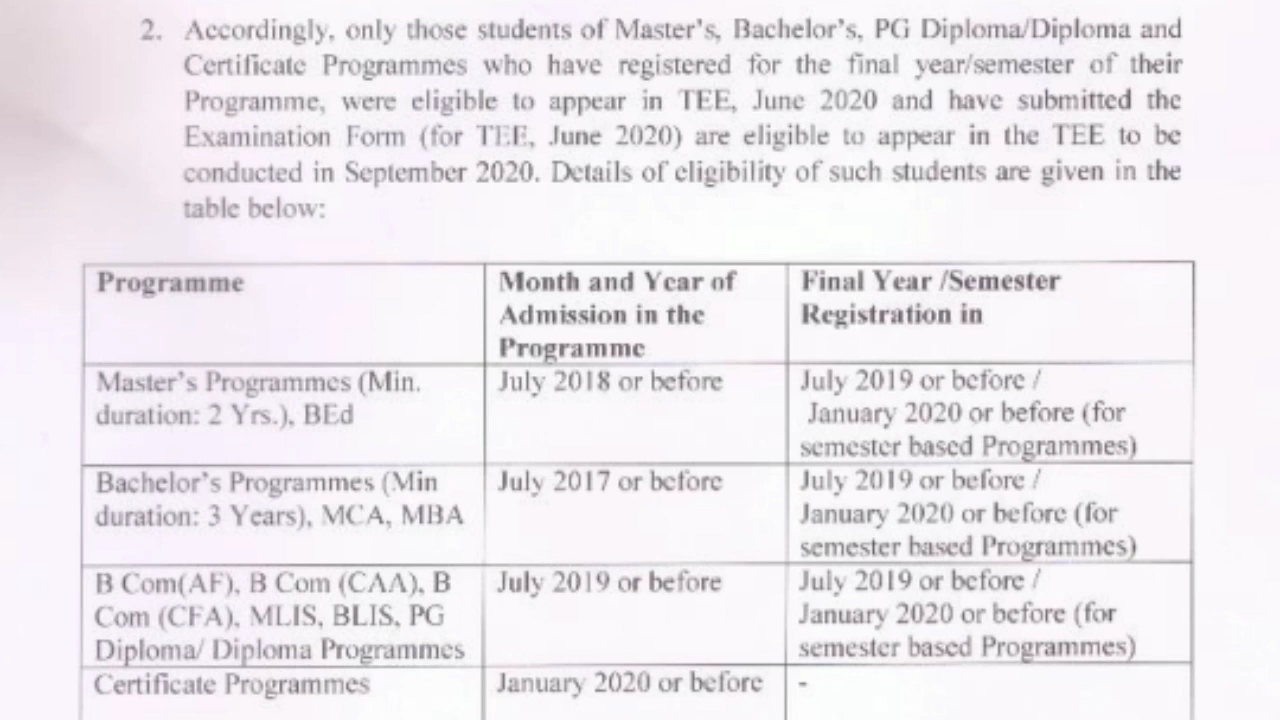 2. Accordingly, only those students of Master's, Bachelor's, PG Diploma/Diploma and
Certificate Programmes who have registered for the final year/semester of their
Programme, were eligible to appear in TEE, June 2020 and have submitted the
Examination Form (for TEE, June 2020) are eligible to appear in the TEE to be
conducted in September 2020. Details of eligibility of such students are given in the
table below:
Programme
Month and Year of
Admission in the
Programme
Final Year /Semester
Registration in
Master's Programmes (Min.
duration: 2 Yrs.), BEd
July 2018 or before
July 2019 or before /
January 2020 or before (for
semester based Programmes)
Bachelor's Programmes (Min
duration: 3 Years), MCA, MBA
July 2017 or before
July 2019 or before /
January 2020 or before (for
semester based Programmes)
B Com(AF), B Com (CAA), B
Com (CFA), MLIS, BLIS, PG
Diploma/ Diploma Programmes
July 2019 or before
July 2019 or before /
January 2020 or before (for
semester based Programmes)
Certificate Programmes
January 2020 or before
-